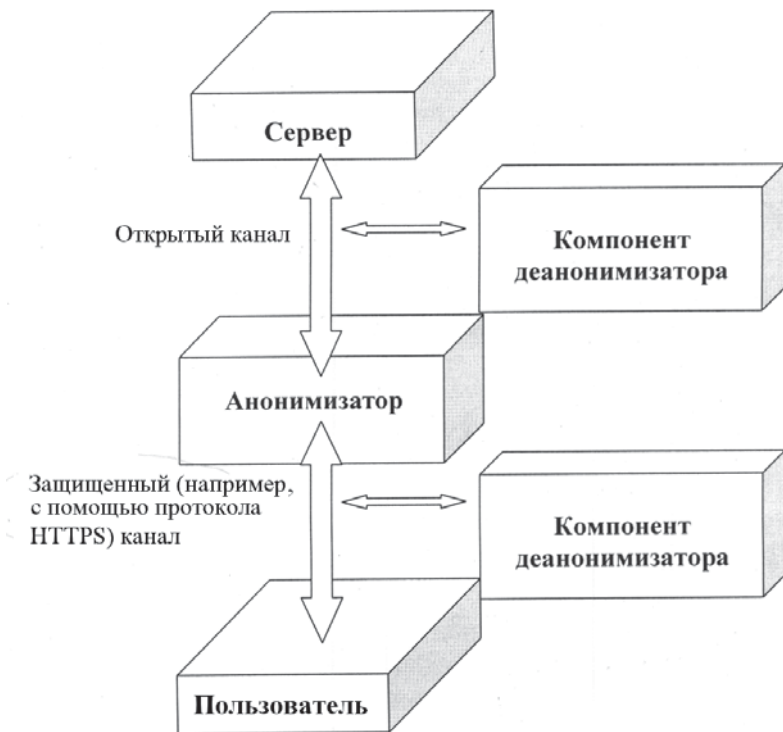 Сервер
Открытый канал
Компонент
деанонимизатора
Анонимизатор
Защищенный (например,
с помощью протокола
HTTPS) канал
Компонент
деанонимизатора
Пользователь